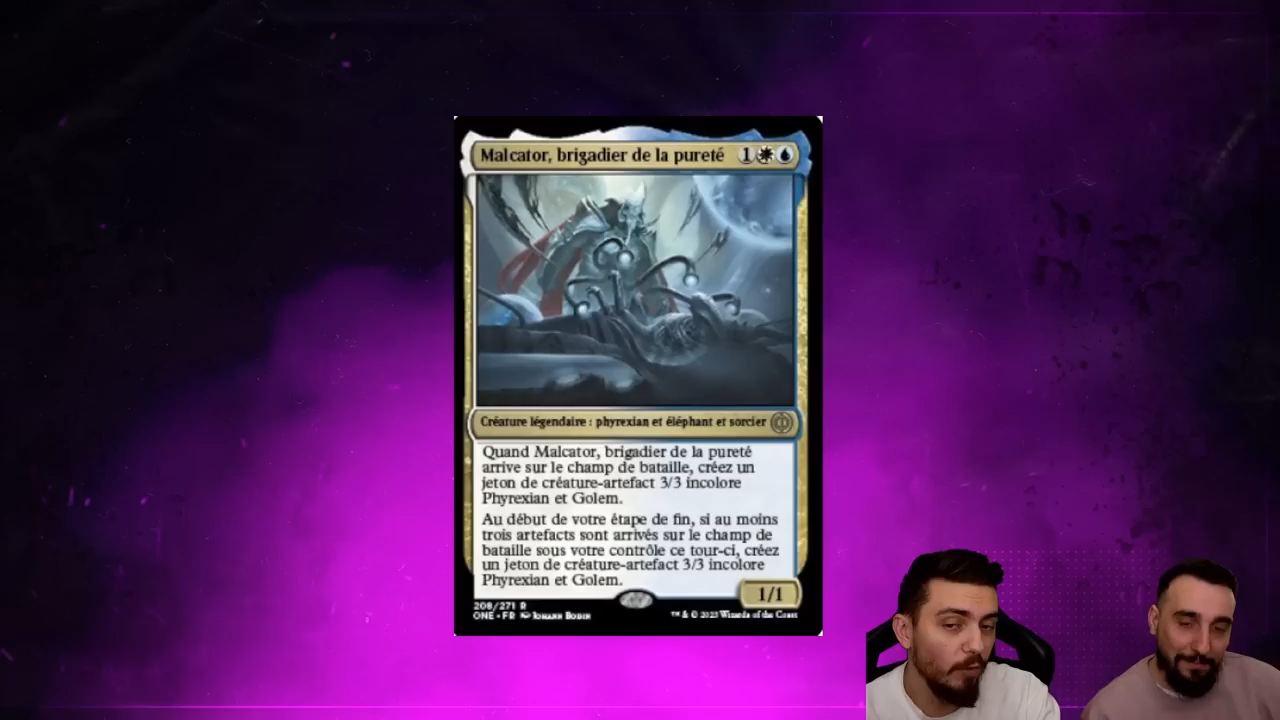 Malcator, brigadier de la pureté 1
Créature légendaire : phyrexian et éléphant et sorcier
Quand Malcator, brigadier de la pureté
arrive sur le champ de bataille, créez un
jeton de créature-artefact 3/3 incolore
Phyrexian et Golem.
Au début de votre étape de fin, si au moins
trois artefacts sont arrivés sur le champ de
bataille sous votre contrôle ce tour-ci, créez
un jeton de créature-artefact 3/3 incolore
Phyrexian et Golem.
1/1
208/271 R
ONE • FR Johann Bodin
™ & © 2023 Wizards of the Coast